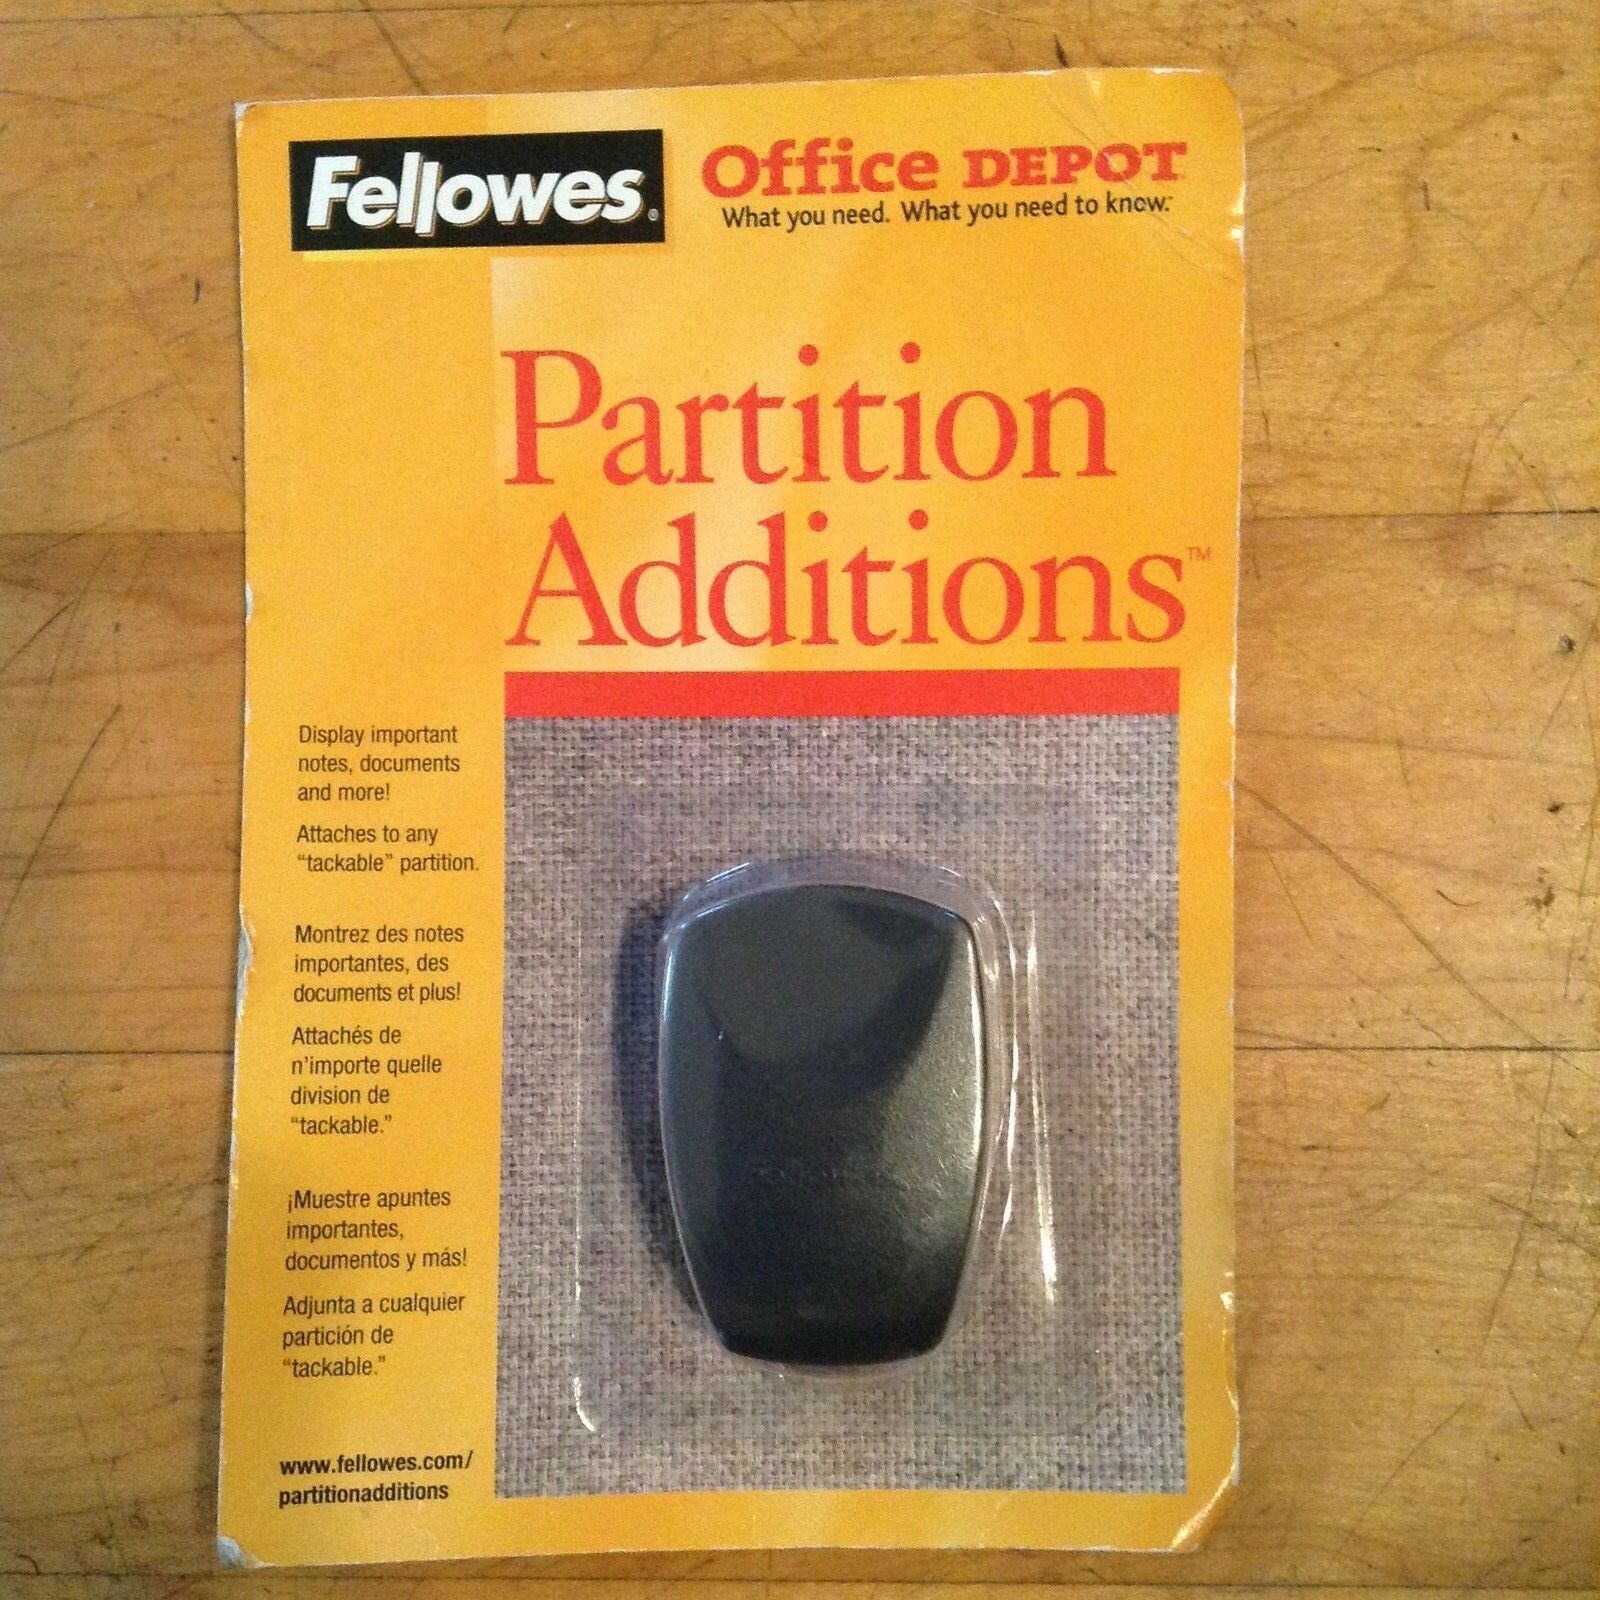 Fellowes®
Office DEPOT
What you need. What you need to know.℠
Partition
Additions™
Display important
notes, documents
and more!
Attaches to any
“tackable” partition.
Montrez des notes
importantes, des
documents et plus!
Attachés de
n’importe quelle
division de
“tackable.”
¡Muestre apuntes
importantes,
documentos y más!
Adjunta a cualquier
partición de
“tackable.”
www.fellowes.com/
partitionadditions